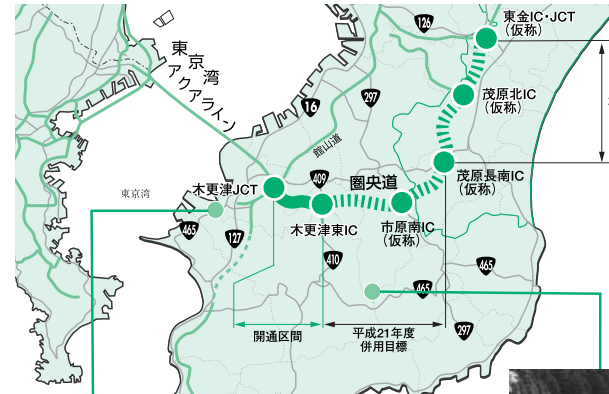 東金IC・JCT
（仮称）
126
東京湾
アクアライン
茂原北IC
（仮称）
16
297
館山道
409
圏央道
茂原長南IC
（仮称）
東京湾
木更津JCT
465
127
木更津東IC
市原南IC
（仮称）
410
465
465
297
開通区間
平成21年度
併用目標